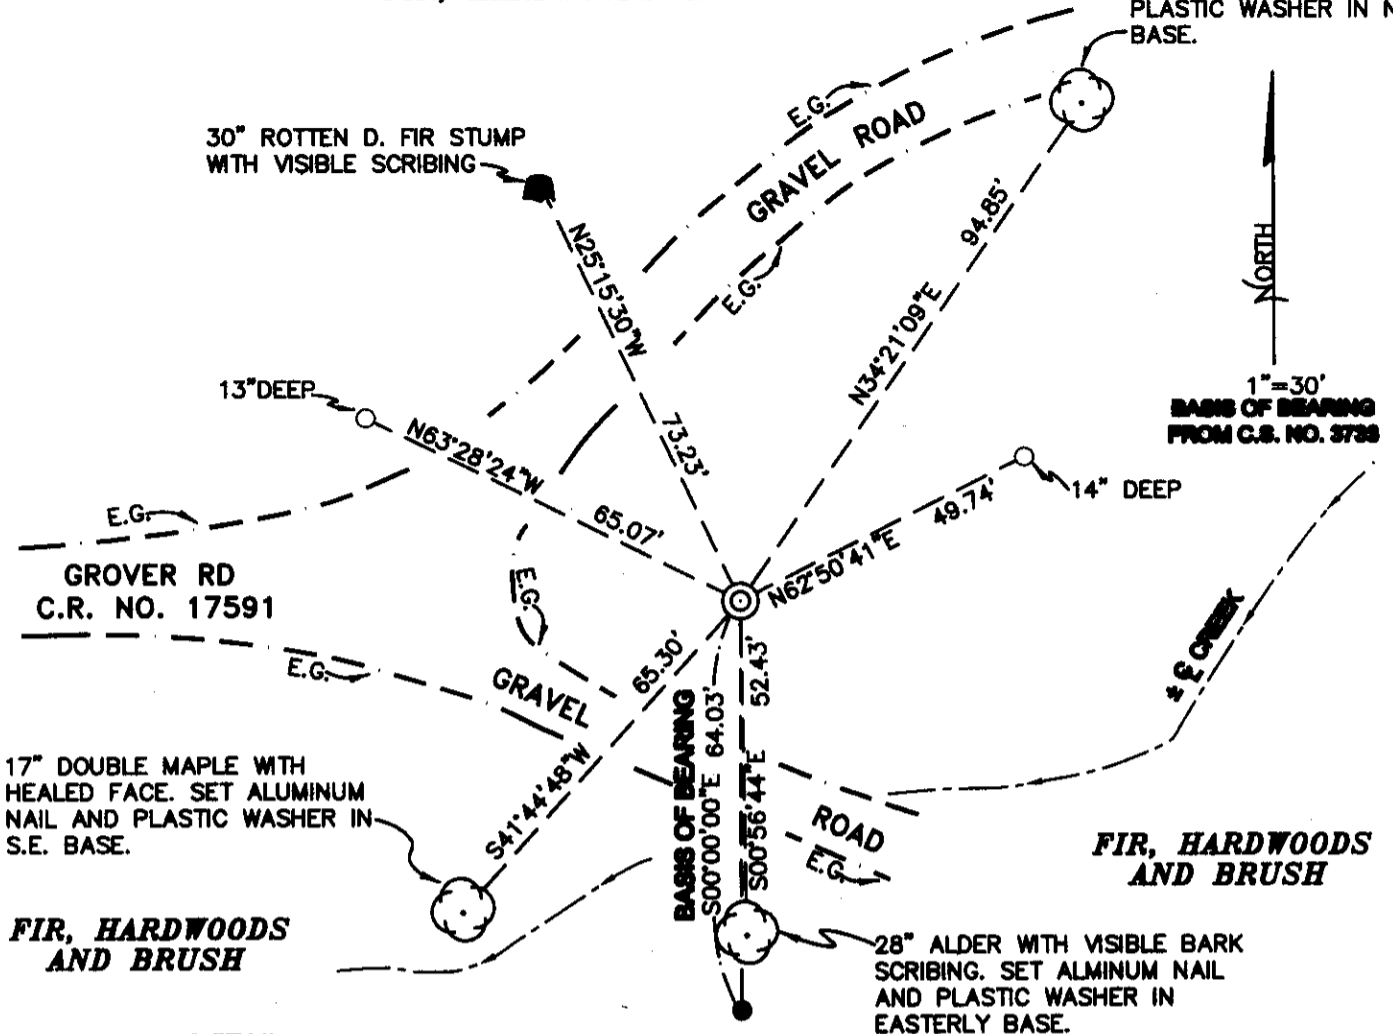 PLASTIC WASHER IN N
BASE.
30" ROTTEN D. FIR STUMP
WITH VISIBLE SCRIBING
E.G.
GRAVEL ROAD
E.G.
N25°15'30"W 73.23'
N34°21'09"E 94.85'
NORTH
1"=30'
BASIS OF BEARING
FROM C.S. NO. 3738
13"DEEP
N63°28'24"W 65.07'
14" DEEP
N62°50'41"E 49.74'
E.G.
GROVER RD
C.R. NO. 17591
E.G.
E.G.
GRAVEL
65.30'
S41°44'48"W
BASIS OF BEARING
S00°00'00"E 64.03'
S00°56'44"E 52.43'
± ℄ CREEK
17" DOUBLE MAPLE WITH
HEALED FACE. SET ALUMINUM
NAIL AND PLASTIC WASHER IN
S.E. BASE.
ROAD
E.G.
FIR, HARDWOODS
AND BRUSH
FIR, HARDWOODS
AND BRUSH
28" ALDER WITH VISIBLE BARK
SCRIBING. SET ALMINUM NAIL
AND PLASTIC WASHER IN
EASTERLY BASE.